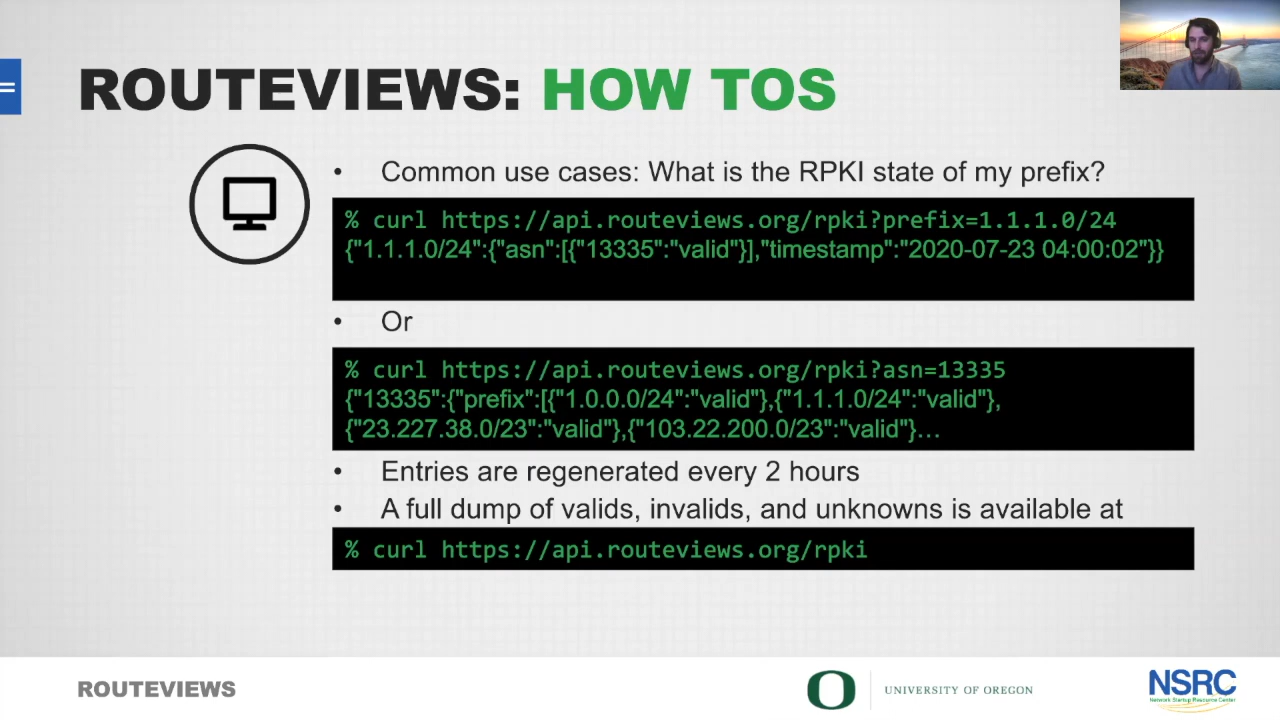 ROUTEVIEWS: HOW TOS
• Common use cases: What is the RPKI state of my prefix?
% curl https://api.routeviews.org/rpki?prefix=1.1.1.0/24
{"1.1.1.0/24":{"asn":[{"13335":"valid"}],"timestamp":"2020-07-23 04:00:02"}}
• Or
% curl https://api.routeviews.org/rpki?asn=13335
{"13335":{"prefix":[{"1.0.0.0/24":"valid"},{"1.1.1.0/24":"valid"},
{"23.227.38.0/23":"valid"},{"103.22.200.0/23":"valid"}…
• Entries are regenerated every 2 hours
• A full dump of valids, invalids, and unknowns is available at
% curl https://api.routeviews.org/rpki
ROUTEVIEWS
O
UNIVERSITY OF OREGON
NSRC
Network Startup Resource Center